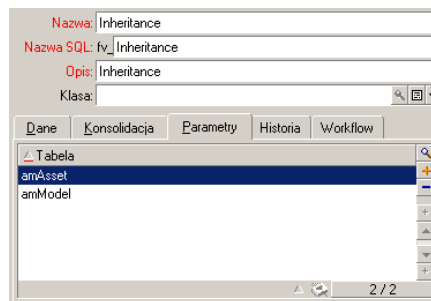 Nazwa: Inheritance
Nazwa SQL: fv_ Inheritance
Opis: Inheritance
Klasa:
Dane Konsolidacja Parametry Historia Workflow
Tabela
amAsset
amModel
2 / 2